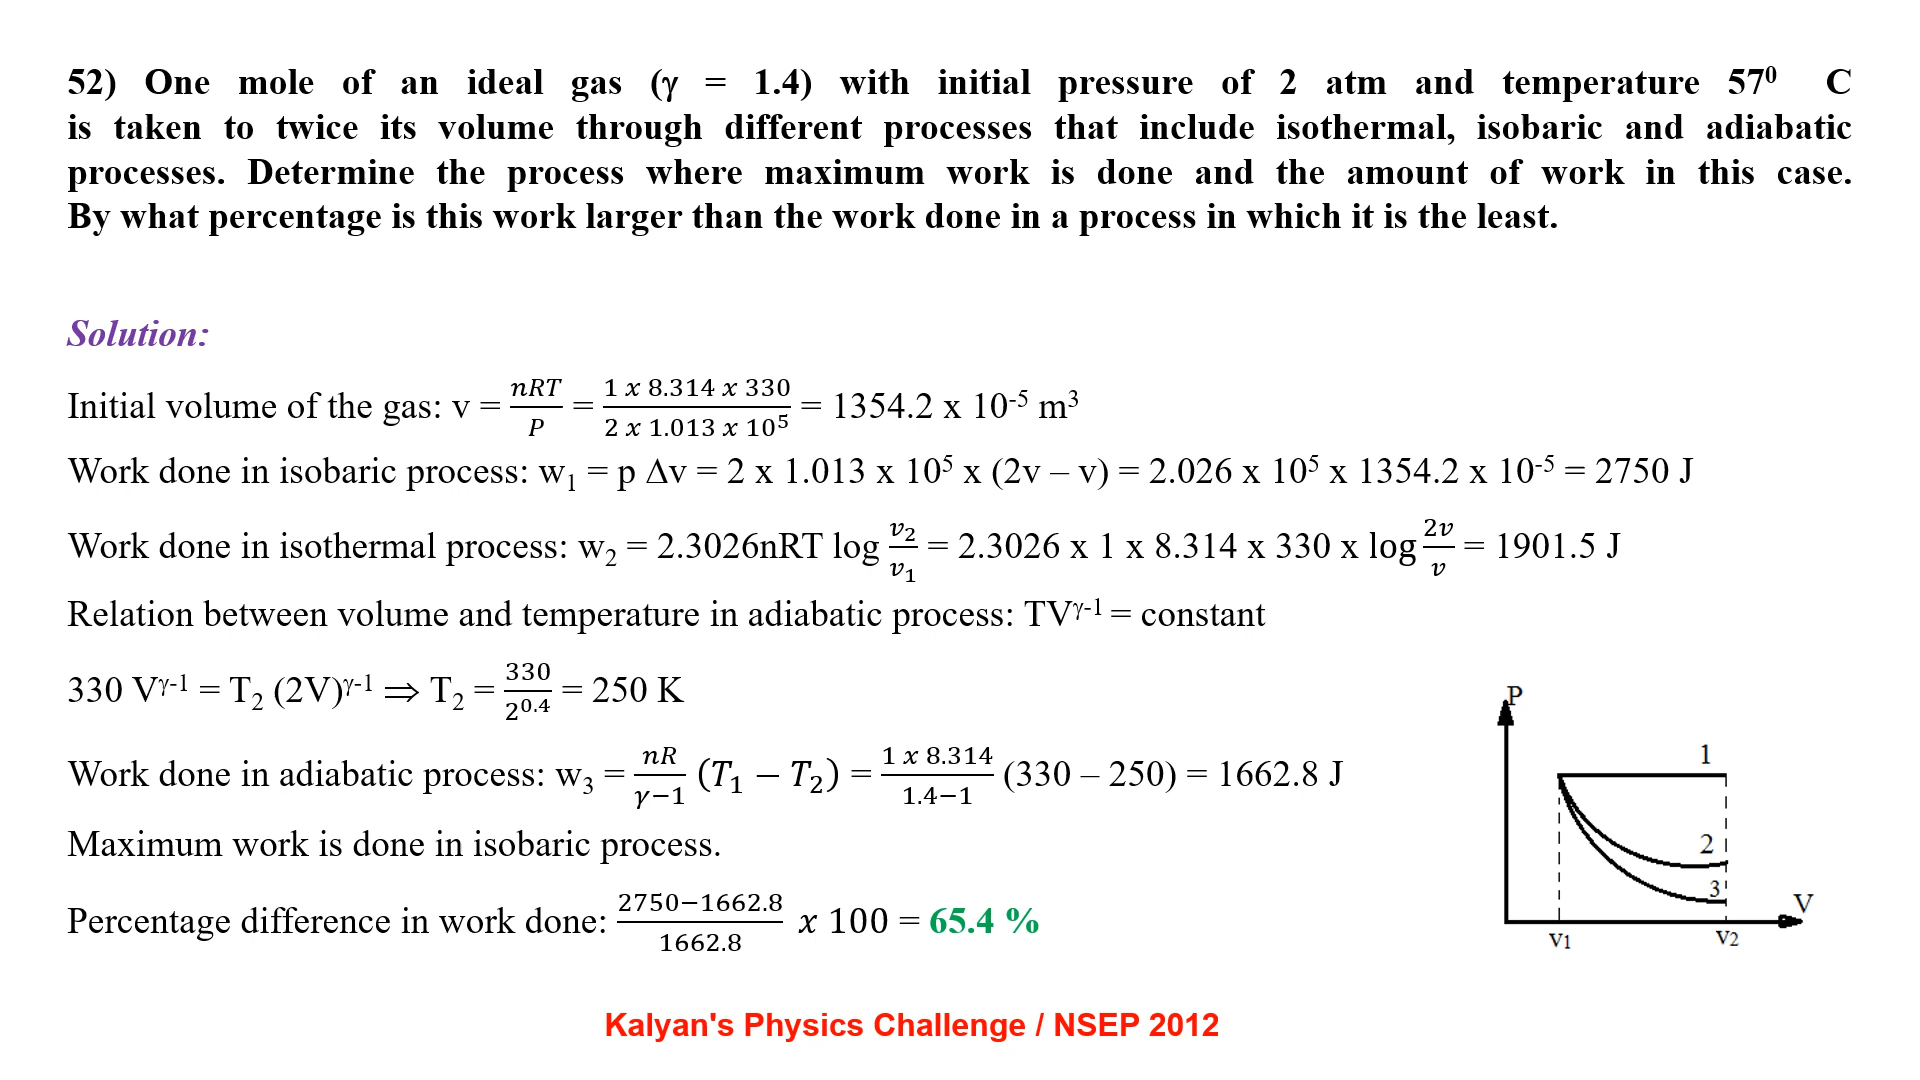 52) One mole of an ideal gas (γ = 1.4) with initial pressure of 2 atm and temperature 57⁰ C
is taken to twice its volume through different processes that include isothermal, isobaric and adiabatic
processes. Determine the process where maximum work is done and the amount of work in this case.
By what percentage is this work larger than the work done in a process in which it is the least.
Solution:
Initial volume of the gas: v = nRT/P = (1 x 8.314 x 330)/(2 x 1.013 x 10⁵) = 1354.2 x 10⁻⁵ m³
Work done in isobaric process: w₁ = p Δv = 2 x 1.013 x 10⁵ x (2v – v) = 2.026 x 10⁵ x 1354.2 x 10⁻⁵ = 2750 J
Work done in isothermal process: w₂ = 2.3026nRT log v₂/v₁ = 2.3026 x 1 x 8.314 x 330 x log 2v/v = 1901.5 J
Relation between volume and temperature in adiabatic process: TV^γ-1 = constant
330 V^γ-1 = T₂ (2V)^γ-1 ⇒ T₂ = 330/2^0.4 = 250 K
Work done in adiabatic process: w₃ = nR/(γ−1) (T₁ − T₂) = (1 x 8.314)/(1.4−1) (330 – 250) = 1662.8 J
Maximum work is done in isobaric process.
Percentage difference in work done: (2750−1662.8)/1662.8 x 100 = 65.4 %
P
1
2
3
V
V1
V2
Kalyan's Physics Challenge / NSEP 2012